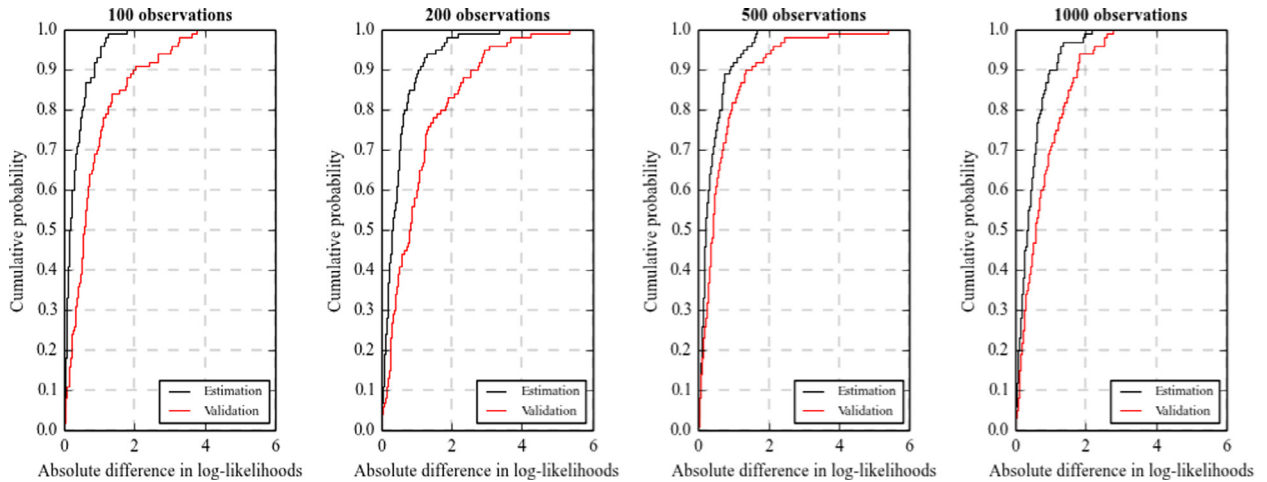 100 observations
1.0
0.9
0.8
0.7
0.6
0.5
0.4
0.3
0.2
0.1
0.0
Cumulative probability
Estimation
Validation
0 2 4 6
Absolute difference in log-likelihoods
200 observations
1.0
0.9
0.8
0.7
0.6
0.5
0.4
0.3
0.2
0.1
0.0
Cumulative probability
Estimation
Validation
0 2 4 6
Absolute difference in log-likelihoods
500 observations
1.0
0.9
0.8
0.7
0.6
0.5
0.4
0.3
0.2
0.1
0.0
Cumulative probability
Estimation
Validation
0 2 4 6
Absolute difference in log-likelihoods
1000 observations
1.0
0.9
0.8
0.7
0.6
0.5
0.4
0.3
0.2
0.1
0.0
Cumulative probability
Estimation
Validation
0 2 4 6
Absolute difference in log-likelihoods